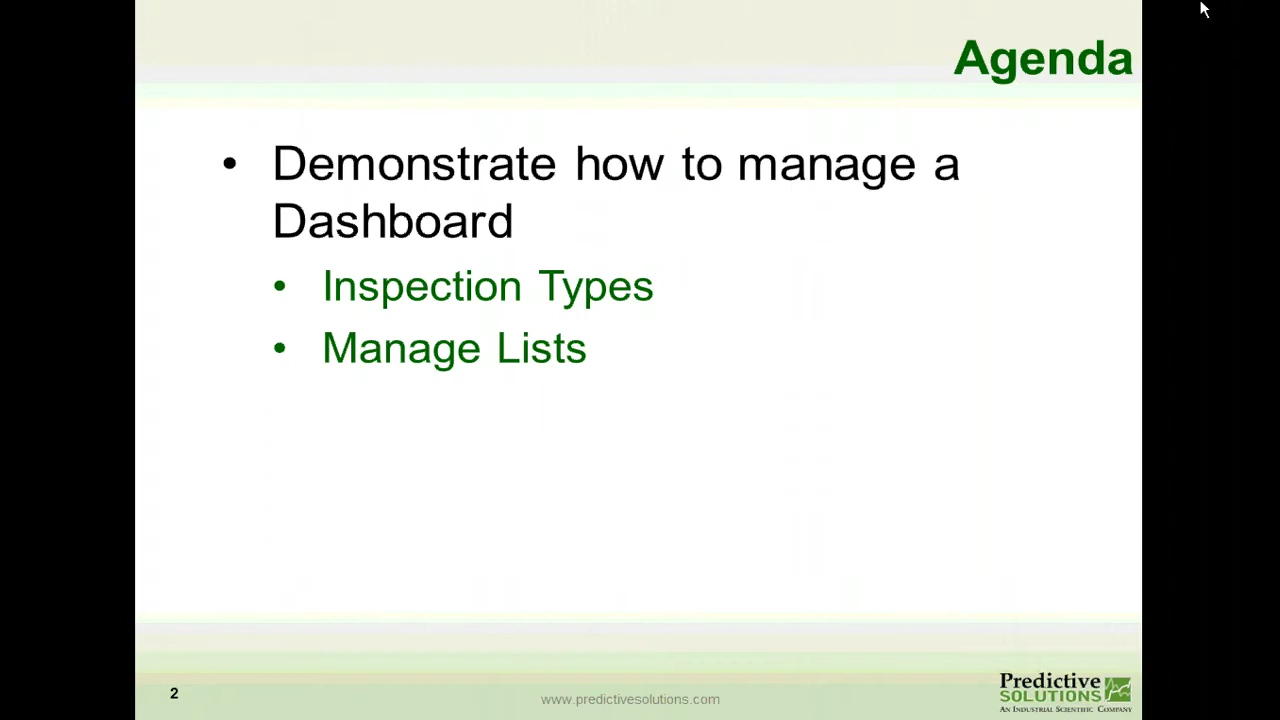 Agenda
• Demonstrate how to manage a
Dashboard
• Inspection Types
• Manage Lists
2
www.predictivesolutions.com
Predictive
SOLUTIONS
AN INDUSTRIAL SCIENTIFIC COMPANY